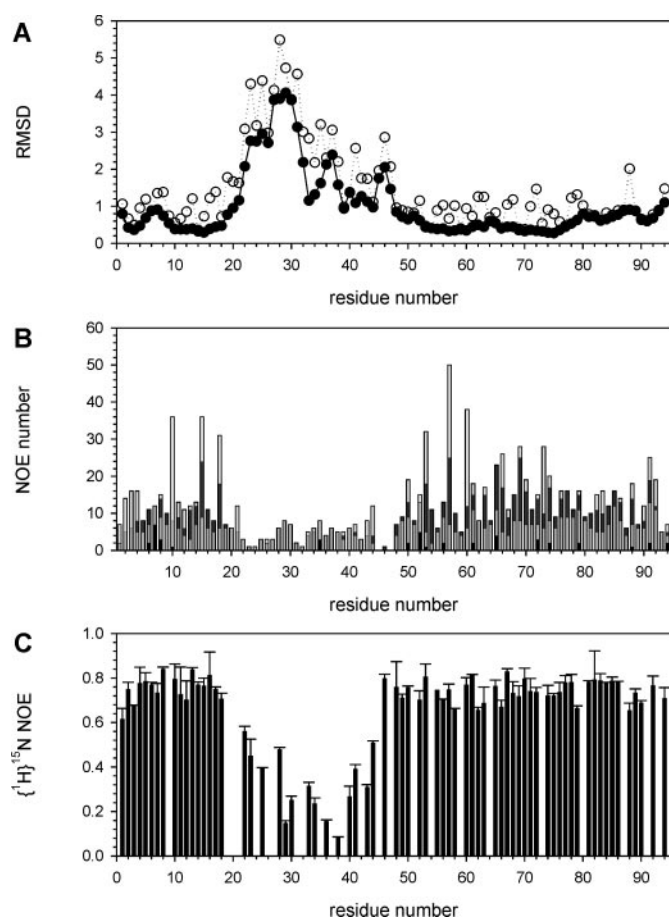 A
RMSD
6
5
4
3
2
1
0
0 10 20 30 40 50 60 70 80 90
residue number
B
NOE number
60
50
40
30
20
10
0
10 20 30 40 50 60 70 80 90
residue number
C
{¹H}¹⁵N NOE
1.0
0.8
0.6
0.4
0.2
0.0
0 10 20 30 40 50 60 70 80 90
residue number